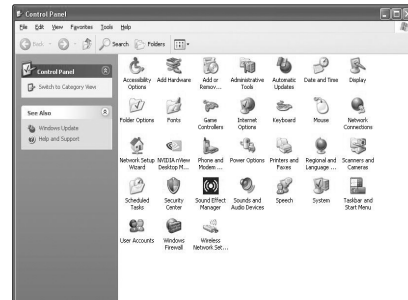 Control Panel
File Edit View Favorites Tools Help
Back Search Folders
Control Panel
Switch to Category View
See Also
Windows Update
Help and Support
Accessibility Options
Add Hardware
Add or Remov...
Administrative Tools
Automatic Updates
Date and Time
Display
Folder Options
Fonts
Game Controllers
Internet Options
Keyboard
Mouse
Network Connections
Network Setup Wizard
NVIDIA nView Desktop M...
Phone and Modem ...
Power Options
Printers and Faxes
Regional and Language ...
Scanners and Cameras
Scheduled Tasks
Security Center
Sound Effect Manager
Sounds and Audio Devices
Speech
System
Taskbar and Start Menu
User Accounts
Windows Firewall
Wireless Network Set...